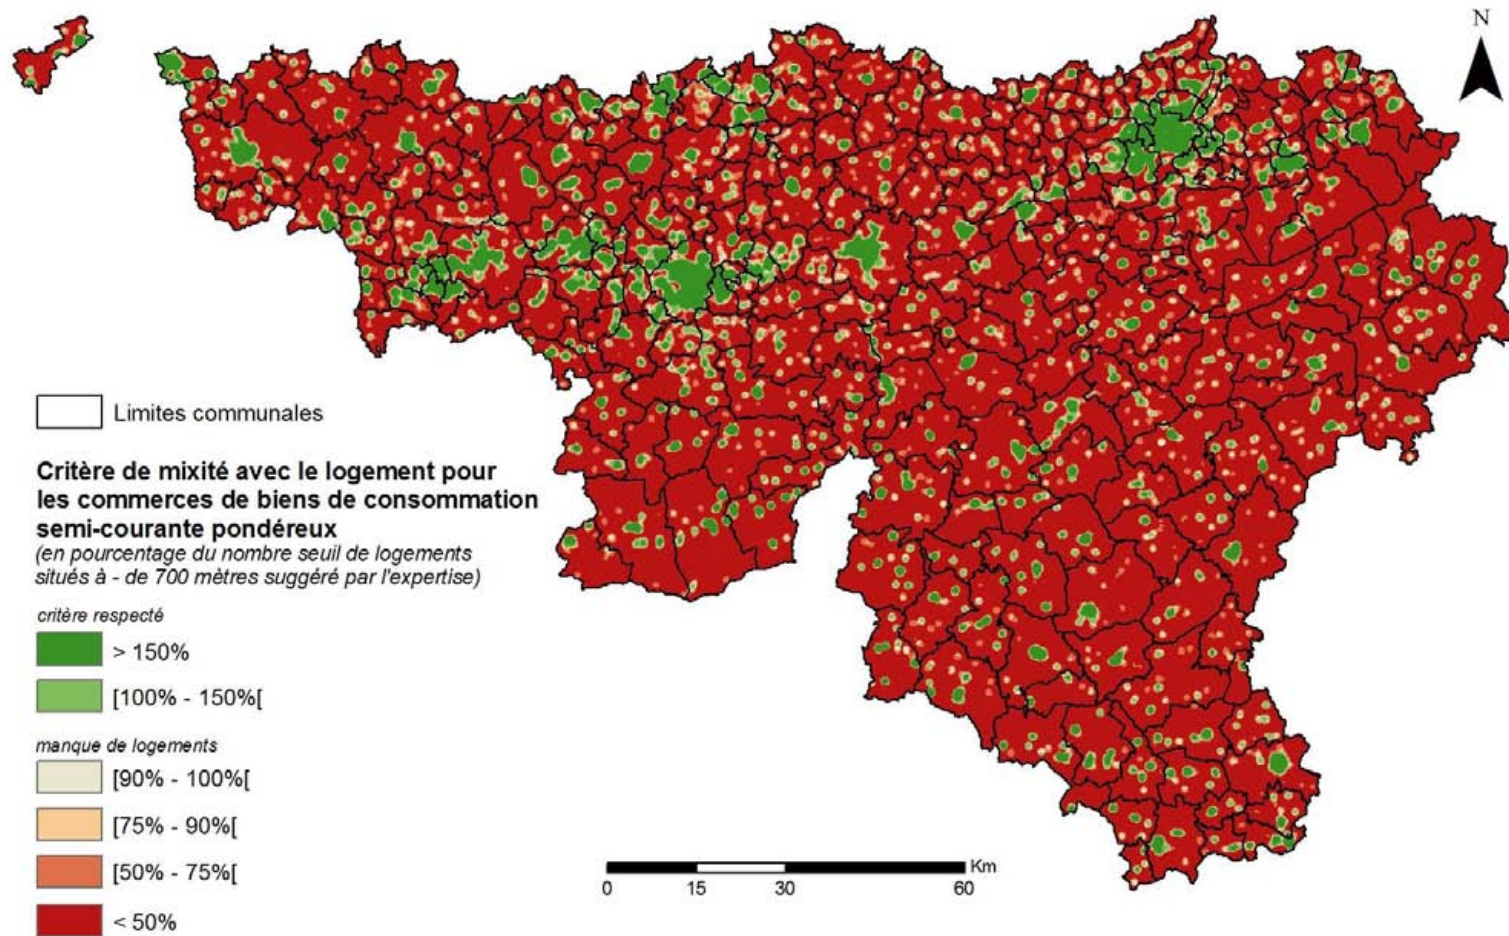 N
Limites communales
Critère de mixité avec le logement pour
les commerces de biens de consommation
semi-courante pondéreux
(en pourcentage du nombre seuil de logements
situés à - de 700 mètres suggéré par l'expertise)
critère respecté
> 150%
[100% - 150%[
manque de logements
[90% - 100%[
[75% - 90%[
[50% - 75%[
< 50%
Km
0 15 30 60